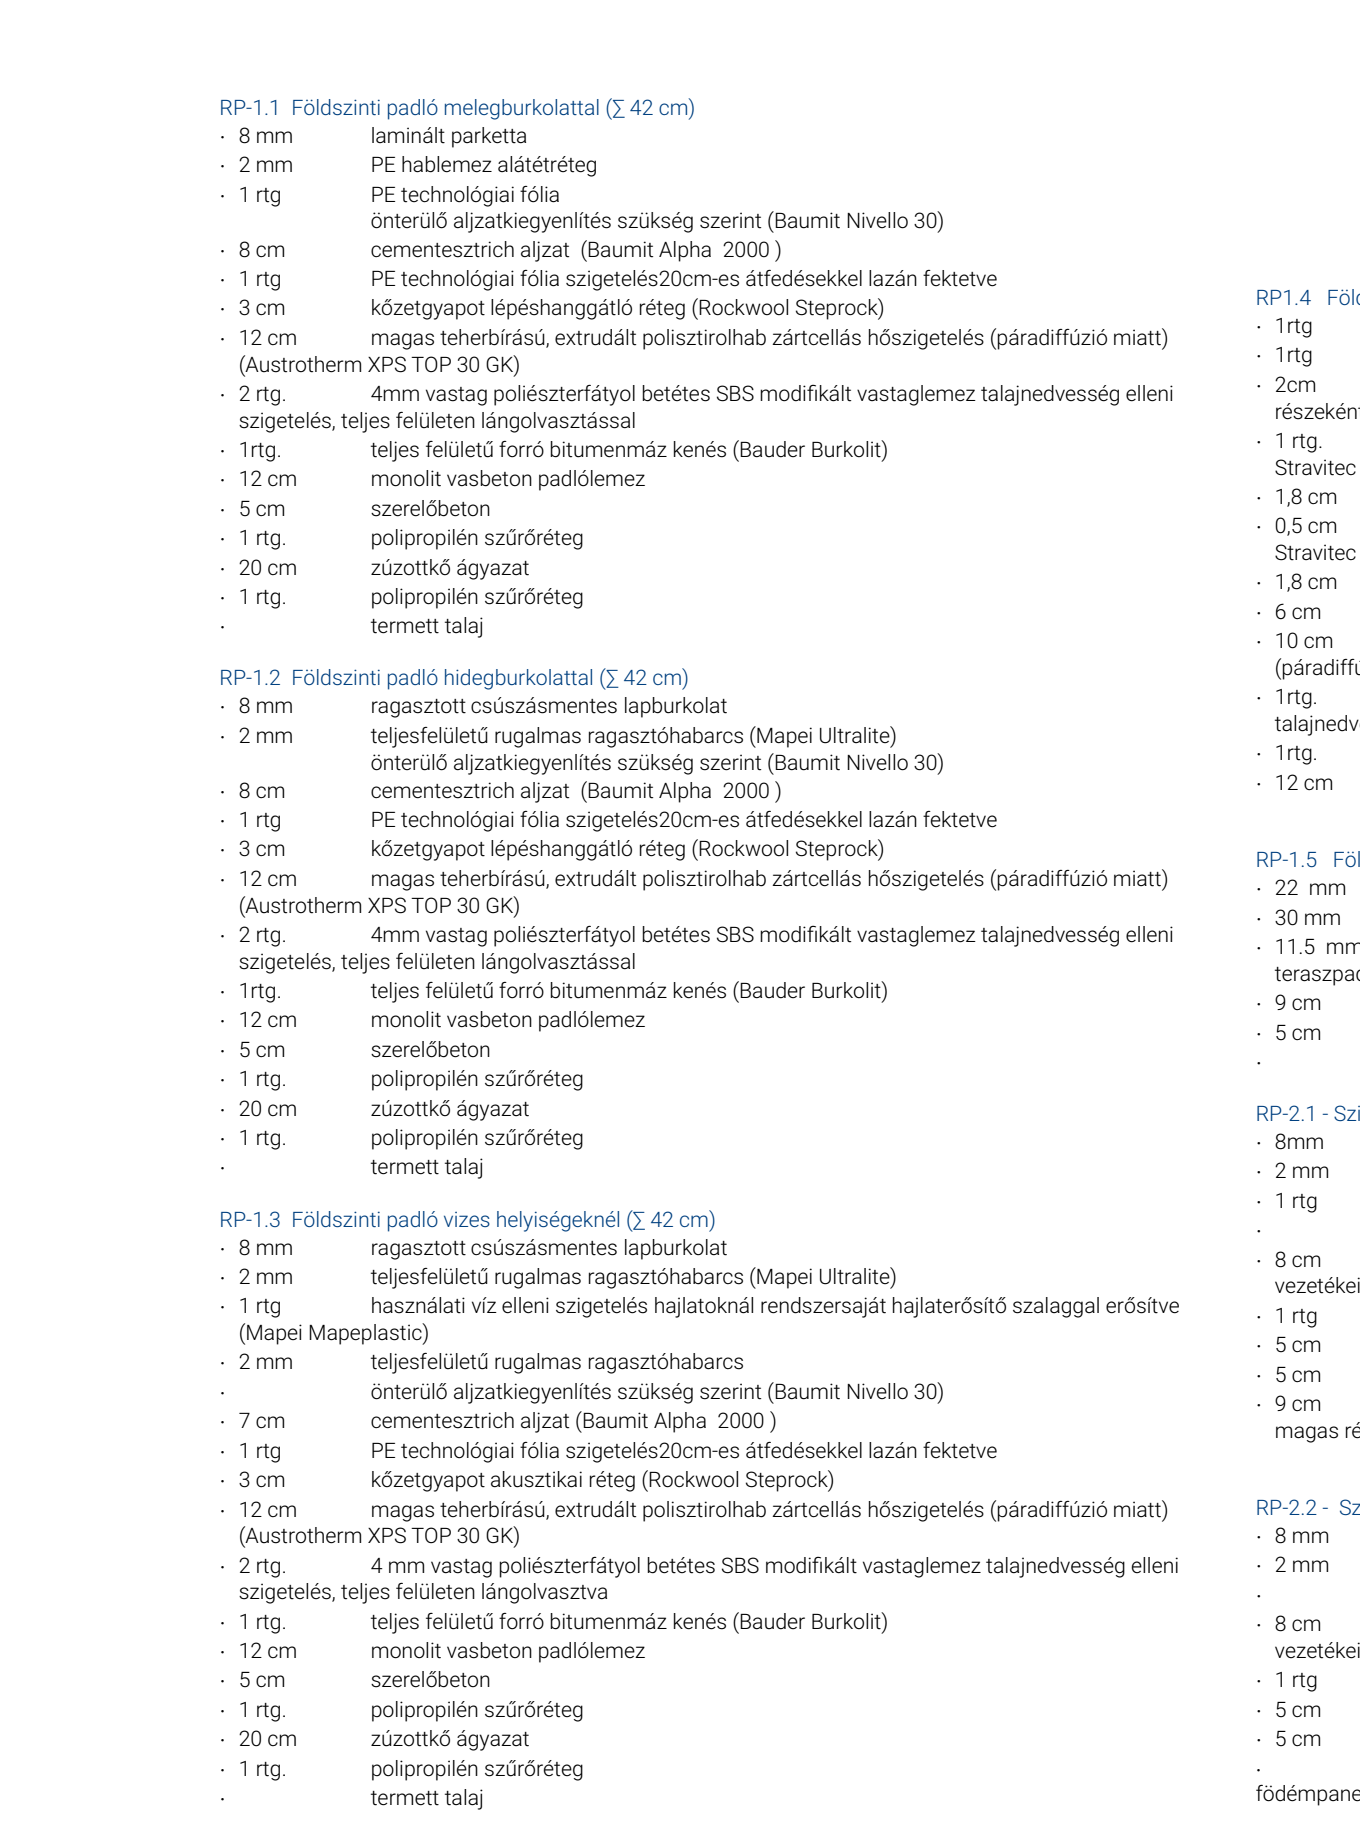 RP-1.1  Földszinti padló melegburkolattal (∑ 42 cm)
· 8 mm laminált parketta
· 2 mm PE hablemez alátétréteg
· 1 rtg PE technológiai fólia
önterülő aljzatkiegyenlítés szükség szerint (Baumit Nivello 30)
· 8 cm cementesztrich aljzat  (Baumit Alpha  2000 )
· 1 rtg PE technológiai fólia szigetelés20cm-es átfedésekkel lazán fektetve
· 3 cm kőzetgyapot lépéshanggátló réteg (Rockwool Steprock)
· 12 cm magas teherbírású, extrudált polisztirolhab zártcellás hőszigetelés (páradiffúzió miatt)
(Austrotherm XPS TOP 30 GK)
· 2 rtg. 4mm vastag poliészterfátyol betétes SBS modifikált vastaglemez talajnedvesség elleni
szigetelés, teljes felületen lángolvasztással
· 1rtg. teljes felületű forró bitumenmáz kenés (Bauder Burkolit)
· 12 cm monolit vasbeton padlólemez
· 5 cm szerelőbeton
· 1 rtg. polipropilén szűrőréteg
· 20 cm zúzottkő ágyazat
· 1 rtg. polipropilén szűrőréteg
· termett talaj
RP-1.2  Földszinti padló hidegburkolattal (∑ 42 cm)
· 8 mm ragasztott csúszásmentes lapburkolat
· 2 mm teljesfelületű rugalmas ragasztóhabarcs (Mapei Ultralite)
önterülő aljzatkiegyenlítés szükség szerint (Baumit Nivello 30)
· 8 cm cementesztrich aljzat  (Baumit Alpha  2000 )
· 1 rtg PE technológiai fólia szigetelés20cm-es átfedésekkel lazán fektetve
· 3 cm kőzetgyapot lépéshanggátló réteg (Rockwool Steprock)
· 12 cm magas teherbírású, extrudált polisztirolhab zártcellás hőszigetelés (páradiffúzió miatt)
(Austrotherm XPS TOP 30 GK)
· 2 rtg. 4mm vastag poliészterfátyol betétes SBS modifikált vastaglemez talajnedvesség elleni
szigetelés, teljes felületen lángolvasztással
· 1rtg. teljes felületű forró bitumenmáz kenés (Bauder Burkolit)
· 12 cm monolit vasbeton padlólemez
· 5 cm szerelőbeton
· 1 rtg. polipropilén szűrőréteg
· 20 cm zúzottkő ágyazat
· 1 rtg. polipropilén szűrőréteg
· termett talaj
RP-1.3  Földszinti padló vizes helyiségeknél (∑ 42 cm)
· 8 mm ragasztott csúszásmentes lapburkolat
· 2 mm teljesfelületű rugalmas ragasztóhabarcs (Mapei Ultralite)
· 1 rtg használati víz elleni szigetelés hajlatoknál rendszersaját hajlaterősítő szalaggal erősítve
(Mapei Mapeplastic)
· 2 mm teljesfelületű rugalmas ragasztóhabarcs
· önterülő aljzatkiegyenlítés szükség szerint (Baumit Nivello 30)
· 7 cm cementesztrich aljzat (Baumit Alpha  2000 )
· 1 rtg PE technológiai fólia szigetelés20cm-es átfedésekkel lazán fektetve
· 3 cm kőzetgyapot akusztikai réteg (Rockwool Steprock)
· 12 cm magas teherbírású, extrudált polisztirolhab zártcellás hőszigetelés (páradiffúzió miatt)
(Austrotherm XPS TOP 30 GK)
· 2 rtg. 4 mm vastag poliészterfátyol betétes SBS modifikált vastaglemez talajnedvesség elleni
szigetelés, teljes felületen lángolvasztva
· 1 rtg. teljes felületű forró bitumenmáz kenés (Bauder Burkolit)
· 12 cm monolit vasbeton padlólemez
· 5 cm szerelőbeton
· 1 rtg. polipropilén szűrőréteg
· 20 cm zúzottkő ágyazat
· 1 rtg. polipropilén szűrőréteg
· termett talaj
RP1.4
· 1rtg
· 1rtg
· 2cm
· 1 rtg.
Stravitec
· 1,8 cm
· 0,5 cm
Stravitec
· 1,8 cm
· 6 cm
· 10 cm
· 1rtg.
· 1rtg.
· 12 cm
RP-1.5
· 22  mm
· 30 mm
· 11.5  mm
· 9 cm
· 5 cm
·
RP-2.1 -
· 8mm
· 2 mm
· 1 rtg
·
· 8 cm
· 1 rtg
· 5 cm
· 5 cm
· 9 cm
magas
RP-2.2 -
· 8 mm
· 2 mm
·
· 8 cm
· 1 rtg
· 5 cm
· 5 cm
·